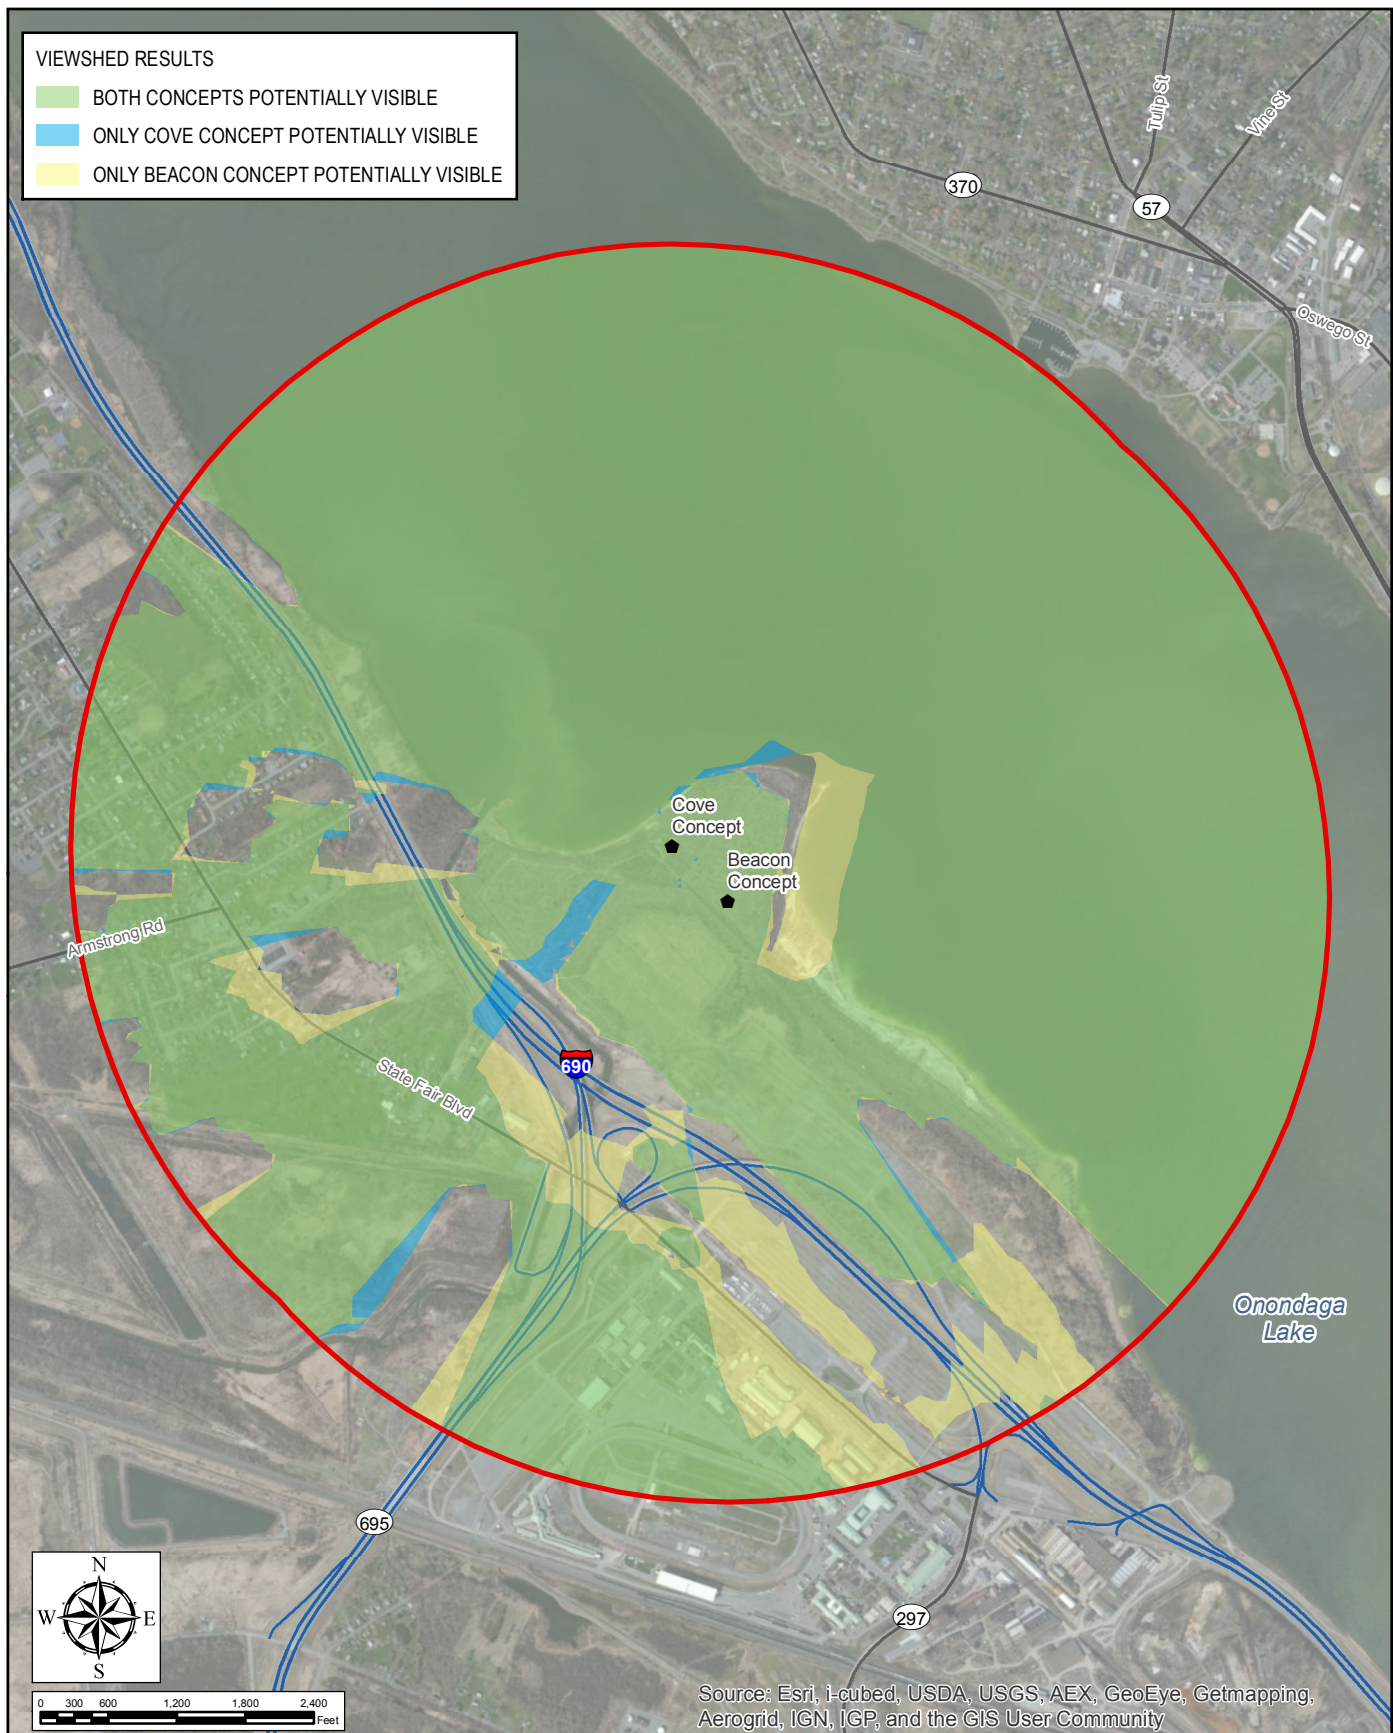 VIEWSHED RESULTS
BOTH CONCEPTS POTENTIALLY VISIBLE
ONLY COVE CONCEPT POTENTIALLY VISIBLE
ONLY BEACON CONCEPT POTENTIALLY VISIBLE
Tulip St
Vine St
370
57
Oswego St
Cove
Concept
Beacon
Concept
Armstrong Rd
690
State Fair Blvd
Onondaga
Lake
695
297
N
W E
S
0 300 600 1,200 1,800 2,400
Feet
Source: Esri, i-cubed, USDA, USGS, AEX, GeoEye, Getmapping,
Aerogrid, IGN, IGP, and the GIS User Community